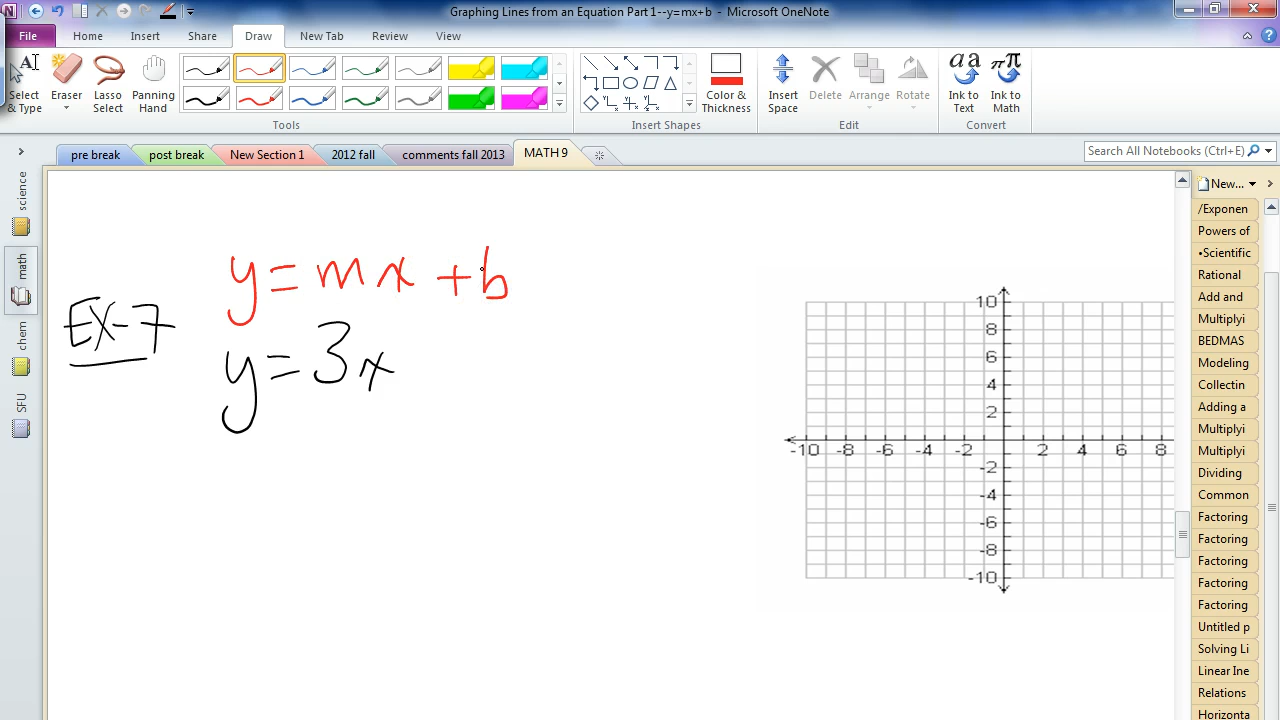 Graphing Lines from an Equation Part 1--y=mx+b - Microsoft OneNote
File Home Insert Share Draw New Tab Review View
Select & Type
Eraser
Lasso Select
Panning Hand
Color & Thickness
Insert Space
Delete
Arrange
Rotate
Ink to Text
Ink to Math
Tools Insert Shapes Edit Convert
pre break post break New Section 1 2012 fall comments fall 2013 MATH 9
Search All Notebooks (Ctrl+E)
science
math
chem
SFU
y = mx + b
EX-7
y = 3x
10
8
6
4
2
-10 -8 -6 -4 -2 2 4 6 8
-2
-4
-6
-8
-10
New...
/Exponen
Powers of
•Scientific
Rational
Add and
Multiplyi
BEDMAS
Modeling
Collectin
Adding a
Multiplyi
Multiplyi
Dividing
Common
Factoring
Factoring
Factoring
Factoring
Factoring
Untitled p
Solving Li
Linear Ine
Relations
Horizonta